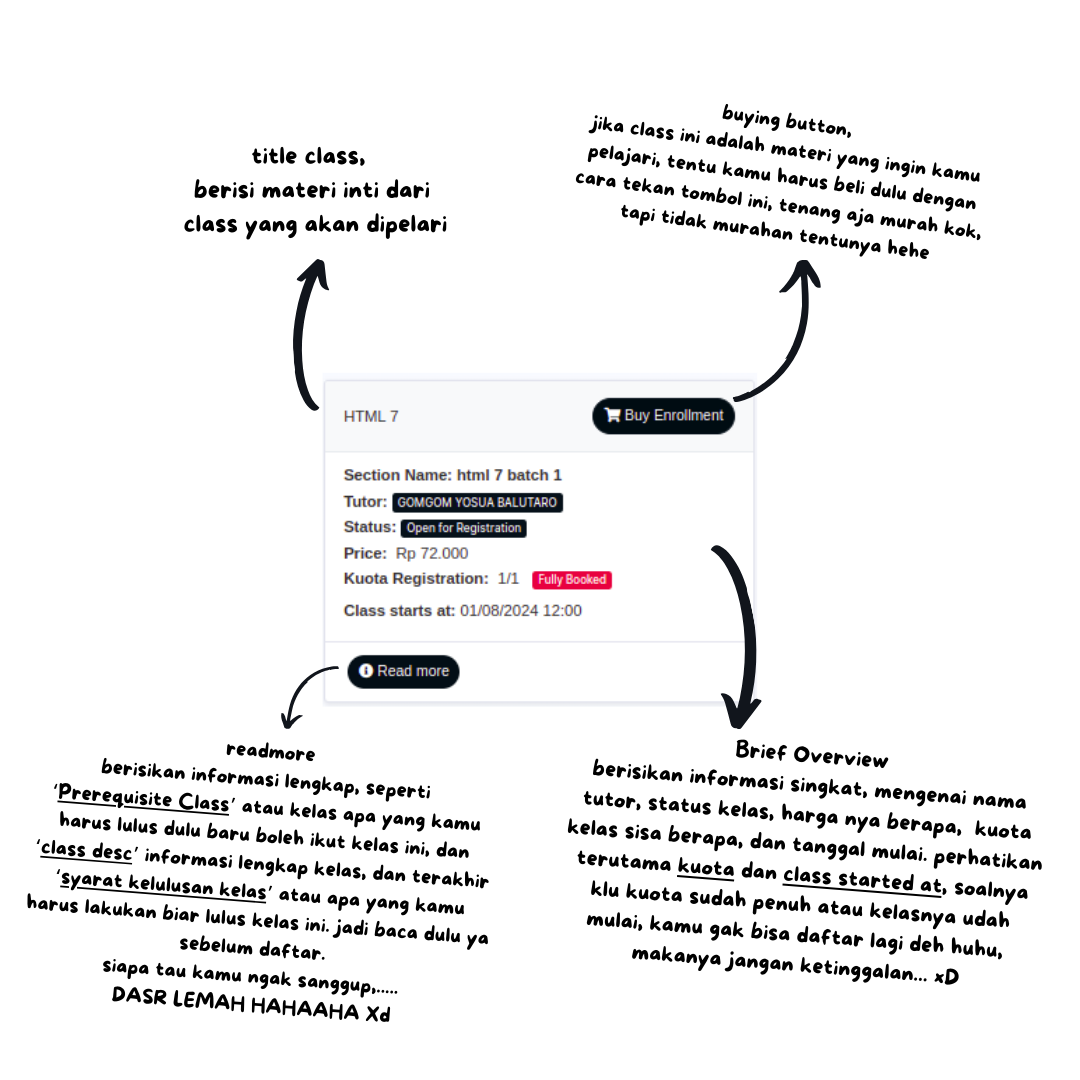 title class,
berisi materi inti dari
class yang akan dipelari
buying button,
jika class ini adalah materi yang ingin kamu
pelajari, tentu kamu harus beli dulu dengan
cara tekan tombol ini, tenang aja murah kok,
tapi tidak murahan tentunya hehe
HTML 7
Buy Enrollment
Section Name: html 7 batch 1
Tutor: GOMGOM YOSUA BALUTARO
Status: Open for Registration
Price: Rp 72.000
Kuota Registration: 1/1 Fully Booked
Class starts at: 01/08/2024 12:00
Read more
readmore
berisikan informasi lengkap, seperti
'Prerequisite Class' atau kelas apa yang kamu
harus lulus dulu baru boleh ikut kelas ini, dan
'class desc' informasi lengkap kelas, dan terakhir
'syarat kelulusan kelas' atau apa yang kamu
harus lakukan biar lulus kelas ini. jadi baca dulu ya
sebelum daftar.
siapa tau kamu ngak sanggup,.....
DASR LEMAH HAHAAHA Xd
Brief Overview
berisikan informasi singkat, mengenai nama
tutor, status kelas, harga nya berapa, kuota
kelas sisa berapa, dan tanggal mulai. perhatikan
terutama kuota dan class started at, soalnya
klu kuota sudah penuh atau kelasnya udah
mulai, kamu gak bisa daftar lagi deh huhu,
makanya jangan ketinggalan... xD